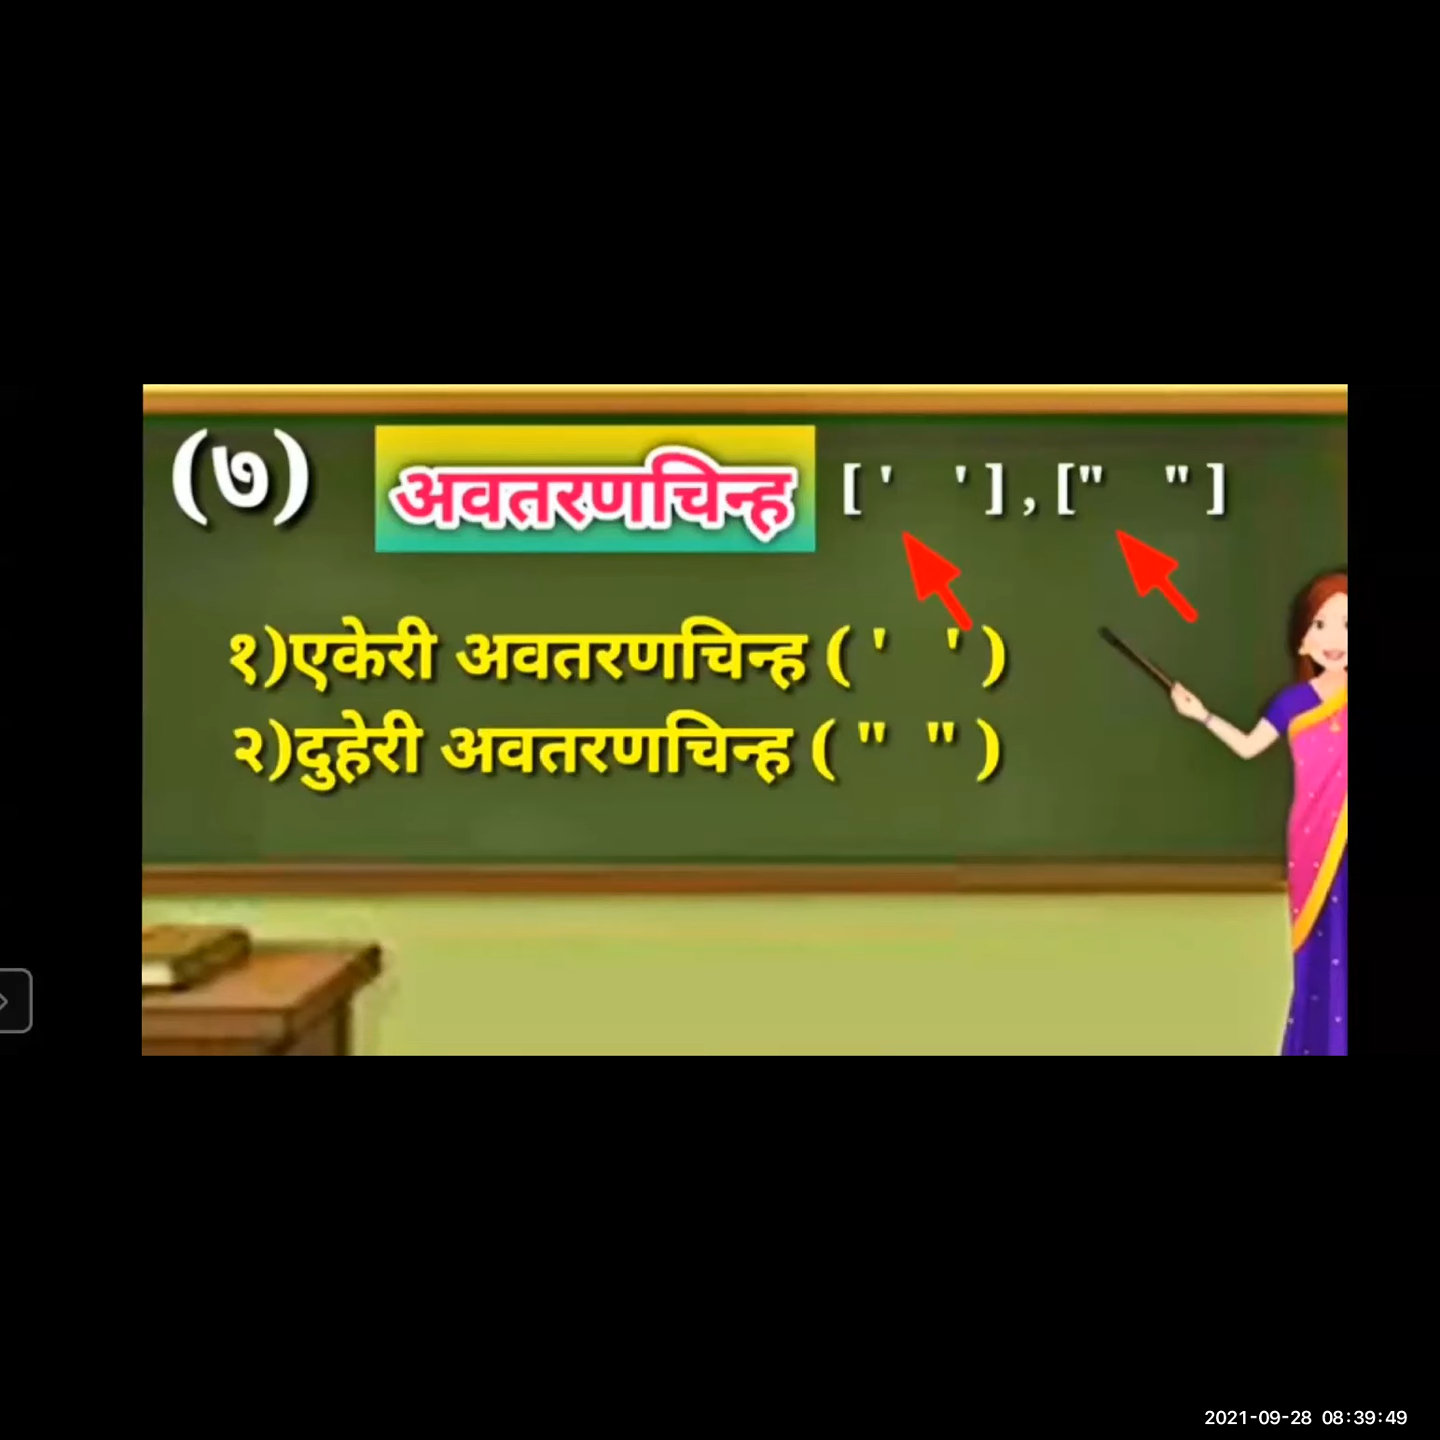 (७) अवतरणचिन्ह [ ' ' ] , [" " ]
१)एकेरी अवतरणचिन्ह ( ' ' )
२)दुहेरी अवतरणचिन्ह ( " " )
2021-09-28 08:39:49